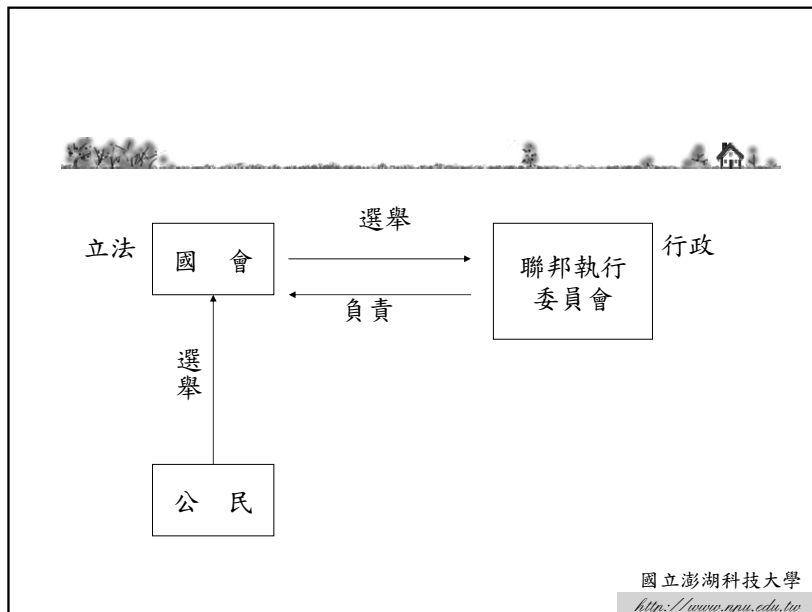 選舉
立法
國 會
聯邦執行
委員會
行政
負責
選
舉
公 民
國立澎湖科技大學
http://www.npu.edu.tw